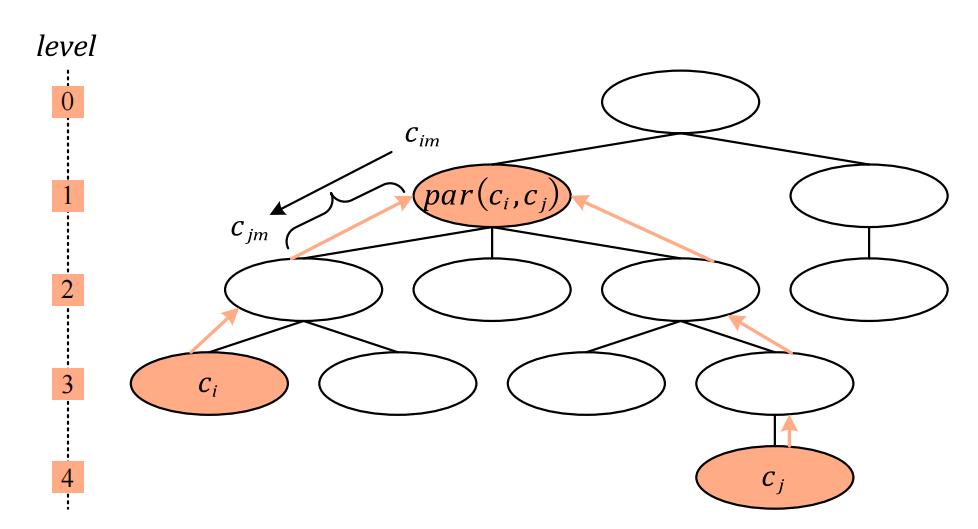 level
0
c_im
1
par(c_i,c_j)
c_jm
2
3
c_i
4
c_j